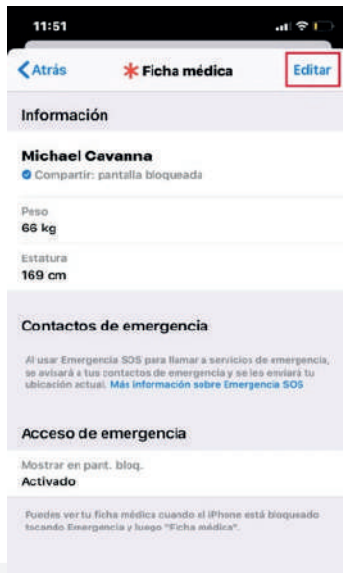 11:51
Atrás
Ficha médica
Editar
Información
Michael Cavanna
Compartir: pantalla bloqueada
Peso
66 kg
Estatura
169 cm
Contactos de emergencia
Al usar Emergencia SOS para llamar a servicios de emergencia,
se avisará a tus contactos de emergencia y se les enviará tu
ubicación actual. Más información sobre Emergencia SOS
Acceso de emergencia
Mostrar en pant. bloq.
Activado
Puedes ver tu ficha médica cuando el iPhone está bloqueado
tocando Emergencia y luego "Ficha médica".